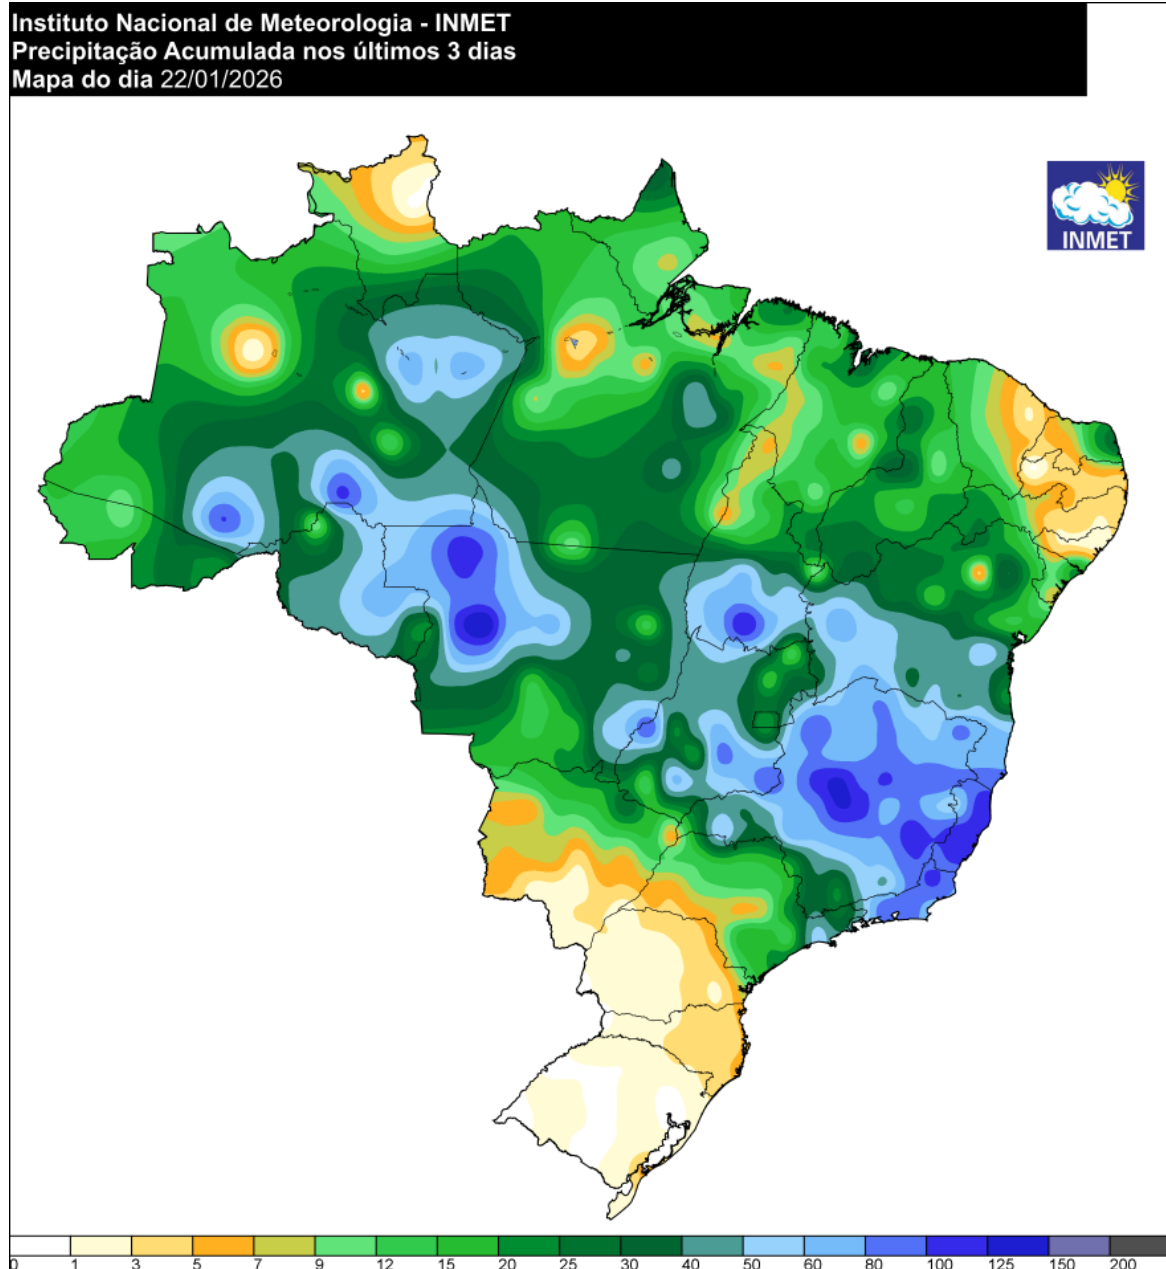 Instituto Nacional de Meteorologia - INMET
Precipitação Acumulada nos últimos 3 dias
Mapa do dia 22/01/2026
INMET
0 1 3 5 7 9 12 15 20 25 30 40 50 60 80 100 125 150 200